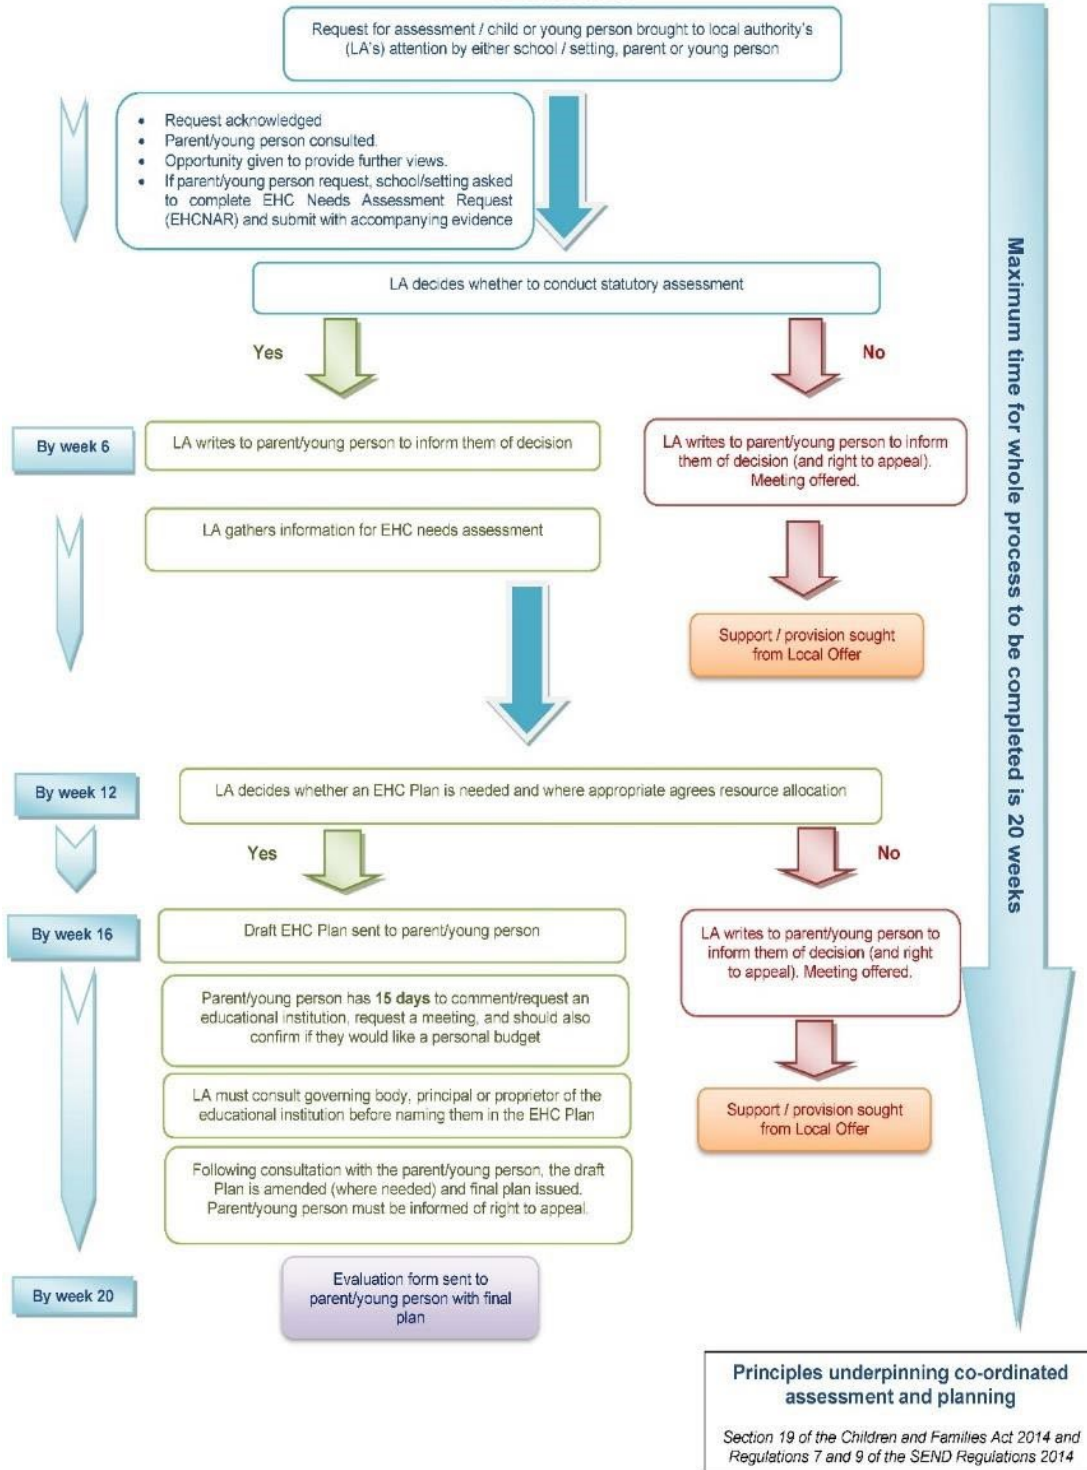 Request for assessment / child or young person brought to local authority's
(LA's) attention by either school / setting, parent or young person
• Request acknowledged
• Parent/young person consulted.
• Opportunity given to provide further views.
• If parent/young person request, school/setting asked
to complete EHC Needs Assessment Request
(EHCNAR) and submit with accompanying evidence
LA decides whether to conduct statutory assessment
Yes
No
By week 6
LA writes to parent/young person to inform them of decision
LA writes to parent/young person to inform
them of decision (and right to appeal).
Meeting offered.
LA gathers information for EHC needs assessment
Support / provision sought
from Local Offer
By week 12
LA decides whether an EHC Plan is needed and where appropriate agrees resource allocation
Yes
No
By week 16
Draft EHC Plan sent to parent/young person
LA writes to parent/young person to
inform them of decision (and right
to appeal). Meeting offered.
Parent/young person has 15 days to comment/request an
educational institution, request a meeting, and should also
confirm if they would like a personal budget
LA must consult governing body, principal or proprietor of the
educational institution before naming them in the EHC Plan
Support / provision sought
from Local Offer
Following consultation with the parent/young person, the draft
Plan is amended (where needed) and final plan issued.
Parent/young person must be informed of right to appeal.
By week 20
Evaluation form sent to
parent/young person with final
plan
Maximum time for whole process to be completed is 20 weeks
Principles underpinning co-ordinated
assessment and planning
Section 19 of the Children and Families Act 2014 and
Regulations 7 and 9 of the SEND Regulations 2014